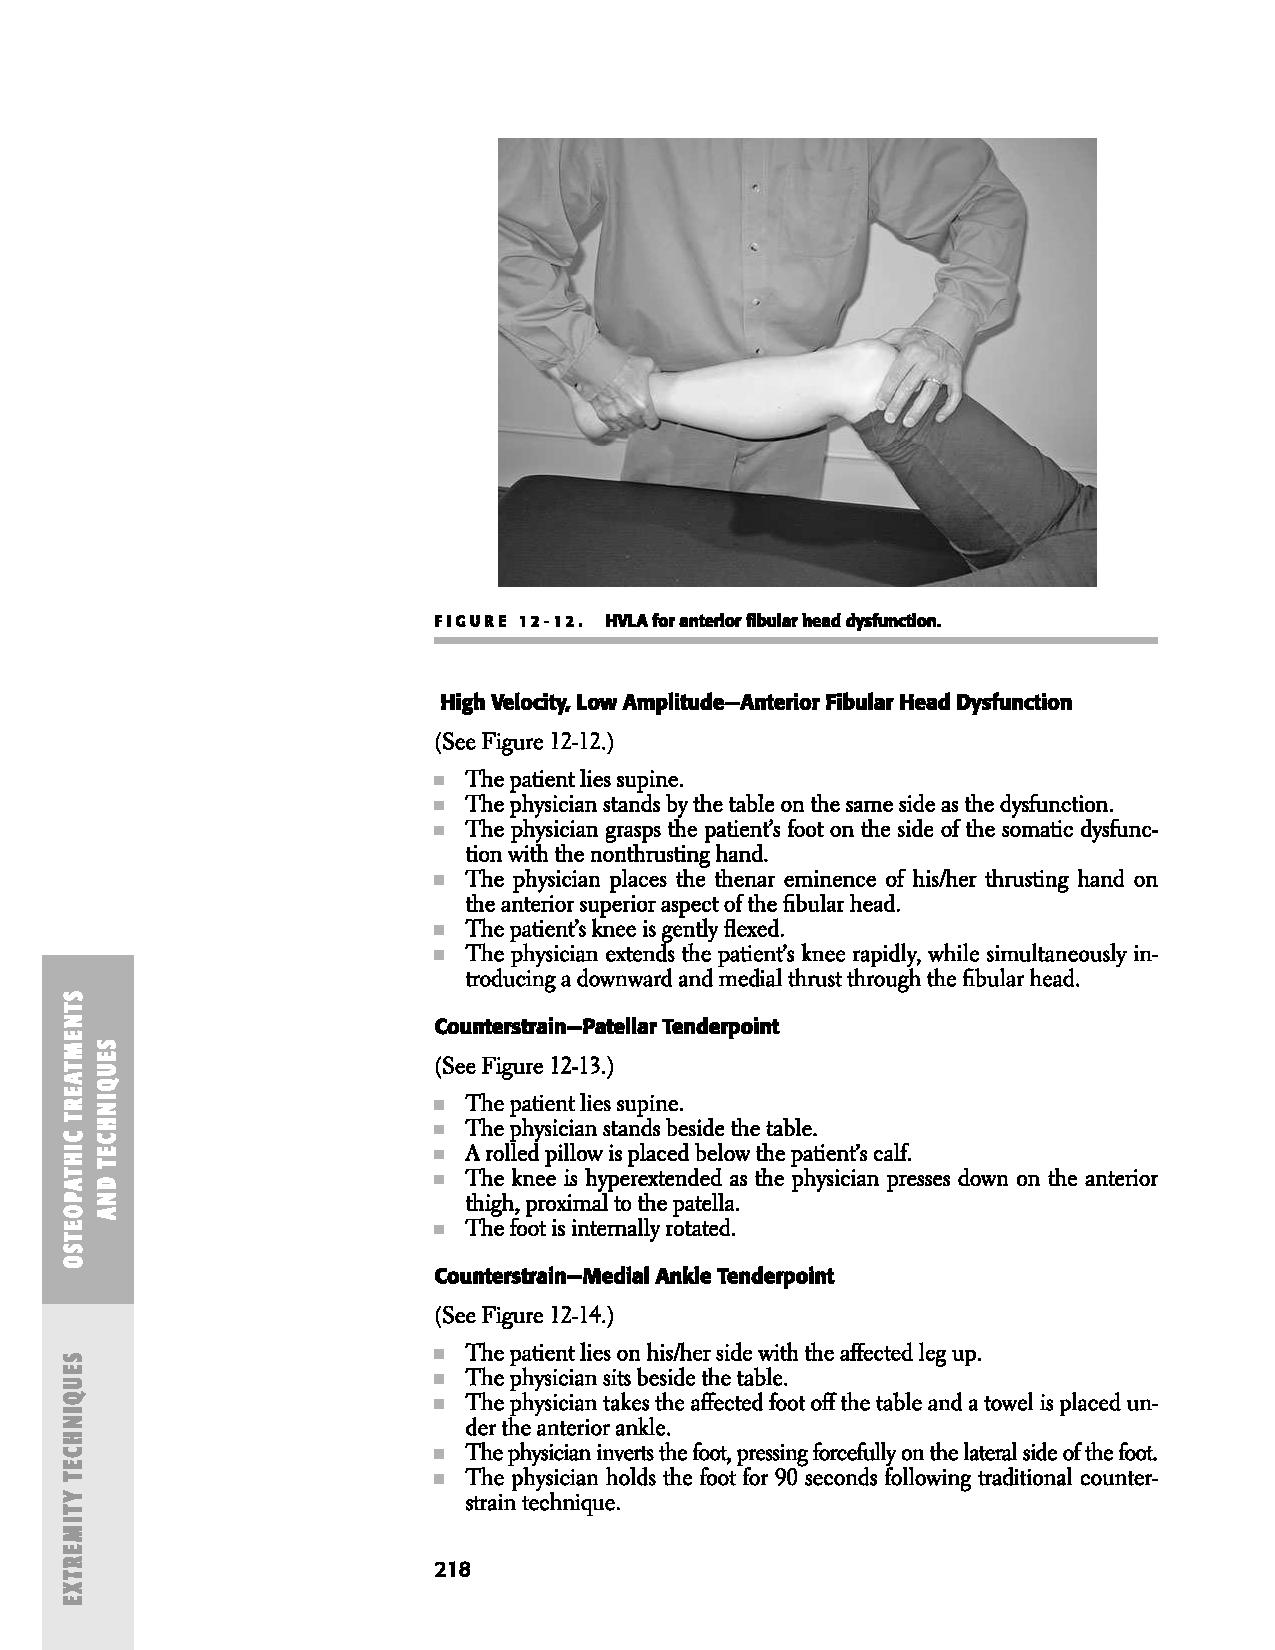 FIGURE 12-12. HVLA for anterior fibular head dysfunction.
High Velocity, Low Amplitude—Anterior Fibular Head Dysfunction
(See Figure 12-12.)
■ The patient lies supine.
■ The physician stands by the table on the same side as the dysfunction.
■ The physician grasps the patient's foot on the side of the somatic dysfunc-
tion with the nonthrusting hand.
■ The physician places the thenar eminence of his/her thrusting hand on
the anterior superior aspect of the fibular head.
■ The patient's knee is gently flexed.
■ The physician extends the patient's knee rapidly, while simultaneously in-
troducing a downward and medial thrust through the fibular head.
Counterstrain—Patellar Tenderpoint
(See Figure 12-13.)
■ The patient lies supine.
■ The physician stands beside the table.
■ A rolled pillow is placed below the patient's calf.
■ The knee is hyperextended as the physician presses down on the anterior
thigh, proximal to the patella.
■ The foot is internally rotated.
Counterstrain—Medial Ankle Tenderpoint
(See Figure 12-14.)
■ The patient lies on his/her side with the affected leg up.
■ The physician sits beside the table.
■ The physician takes the affected foot off the table and a towel is placed un-
der the anterior ankle.
■ The physician inverts the foot, pressing forcefully on the lateral side of the foot.
■ The physician holds the foot for 90 seconds following traditional counter-
strain technique.
218
OSTEOPATHIC TREATMENTS
AND TECHNIQUES
EXTREMITY TECHNIQUES